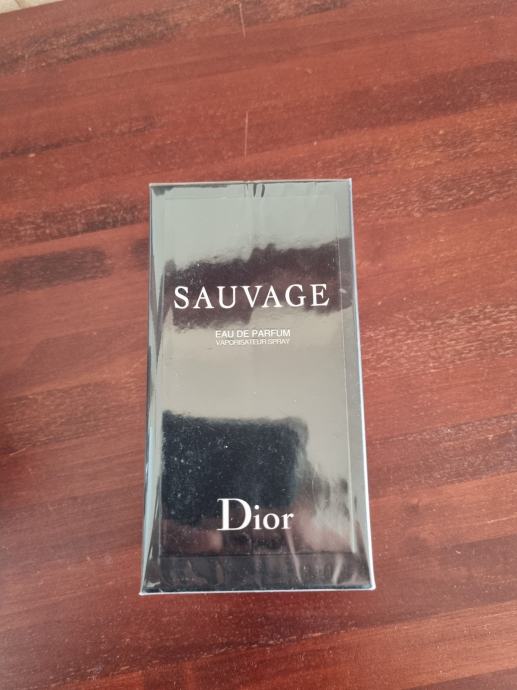 SAUVAGE
EAU DE PARFUM
VAPORISATEUR SPRAY
Dior